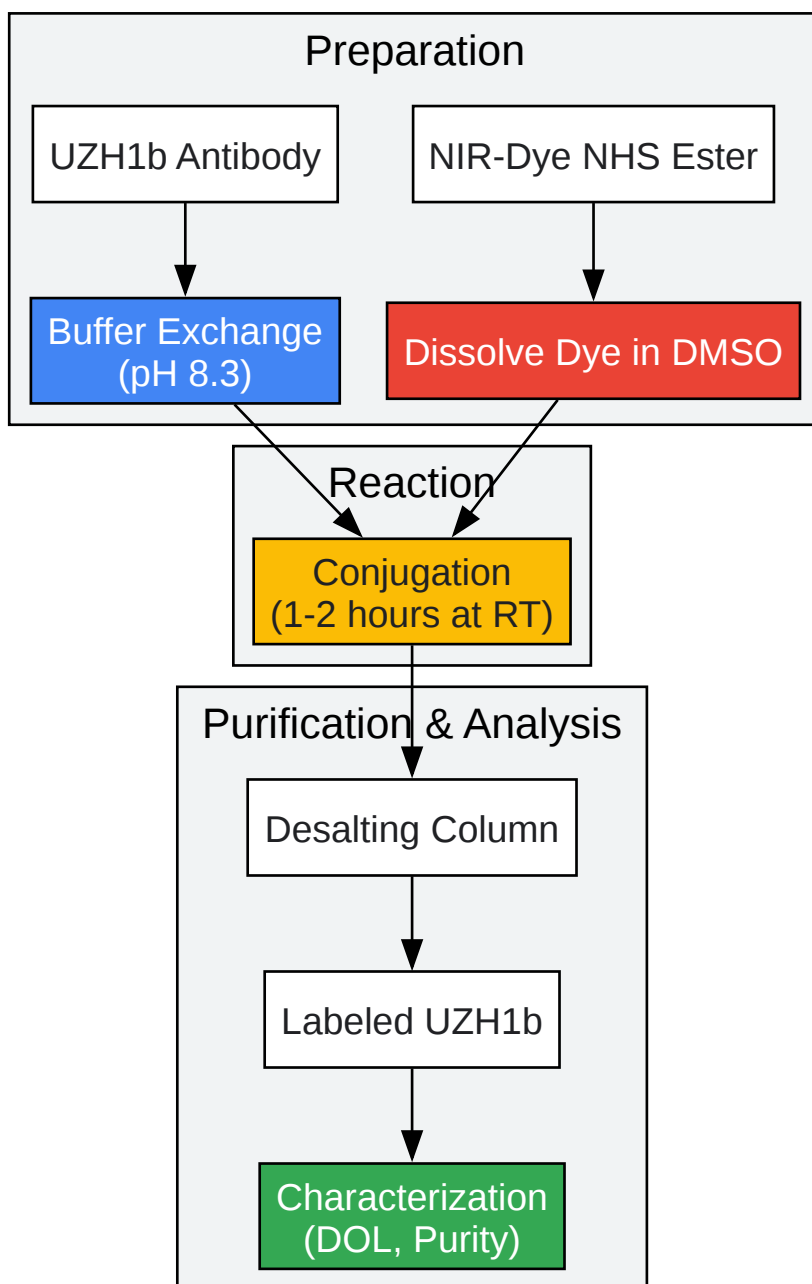 Preparation
UZH1b Antibody
NIR-Dye NHS Ester
Buffer Exchange
(pH 8.3)
Dissolve Dye in DMSO
Reaction
Conjugation
(1-2 hours at RT)
Purification & Analysis
Desalting Column
Labeled UZH1b
Characterization
(DOL, Purity)